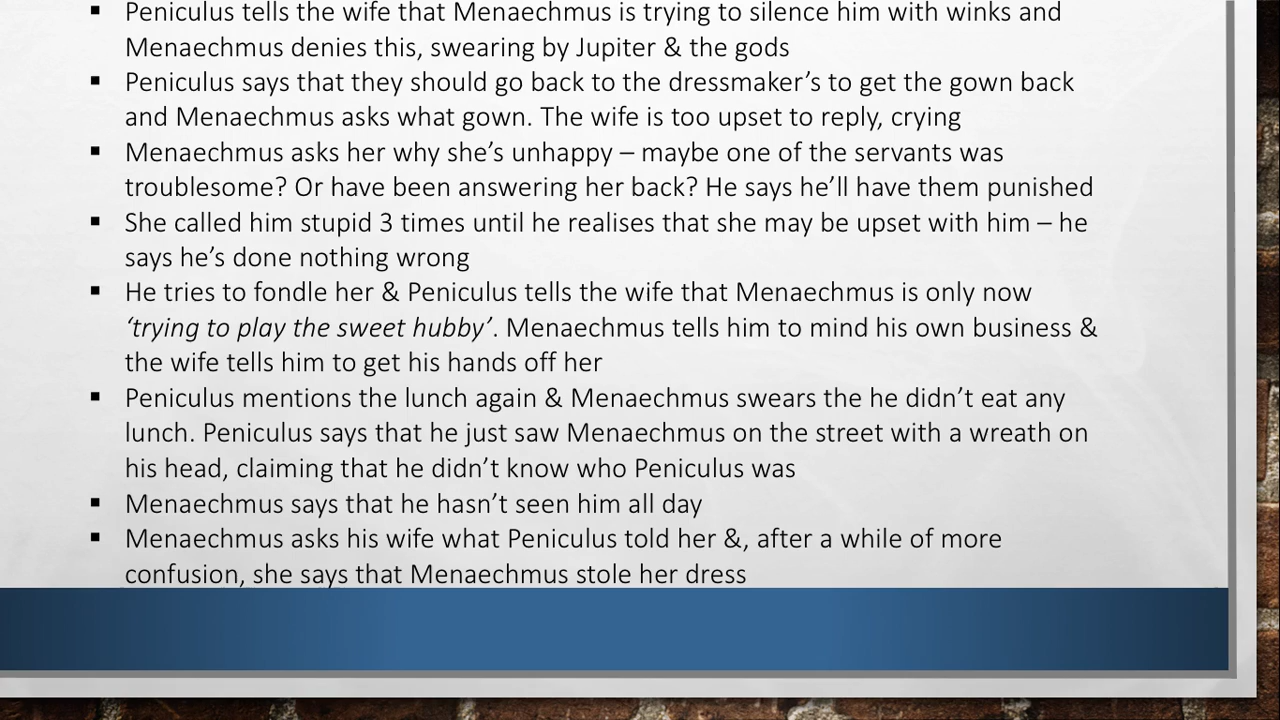 ▪ Peniculus tells the wife that Menaechmus is trying to silence him with winks and
Menaechmus denies this, swearing by Jupiter & the gods
▪ Peniculus says that they should go back to the dressmaker’s to get the gown back
and Menaechmus asks what gown. The wife is too upset to reply, crying
▪ Menaechmus asks her why she’s unhappy – maybe one of the servants was
troublesome? Or have been answering her back? He says he’ll have them punished
▪ She called him stupid 3 times until he realises that she may be upset with him – he
says he’s done nothing wrong
▪ He tries to fondle her & Peniculus tells the wife that Menaechmus is only now
‘trying to play the sweet hubby’. Menaechmus tells him to mind his own business &
the wife tells him to get his hands off her
▪ Peniculus mentions the lunch again & Menaechmus swears the he didn’t eat any
lunch. Peniculus says that he just saw Menaechmus on the street with a wreath on
his head, claiming that he didn’t know who Peniculus was
▪ Menaechmus says that he hasn’t seen him all day
▪ Menaechmus asks his wife what Peniculus told her &, after a while of more
confusion, she says that Menaechmus stole her dress